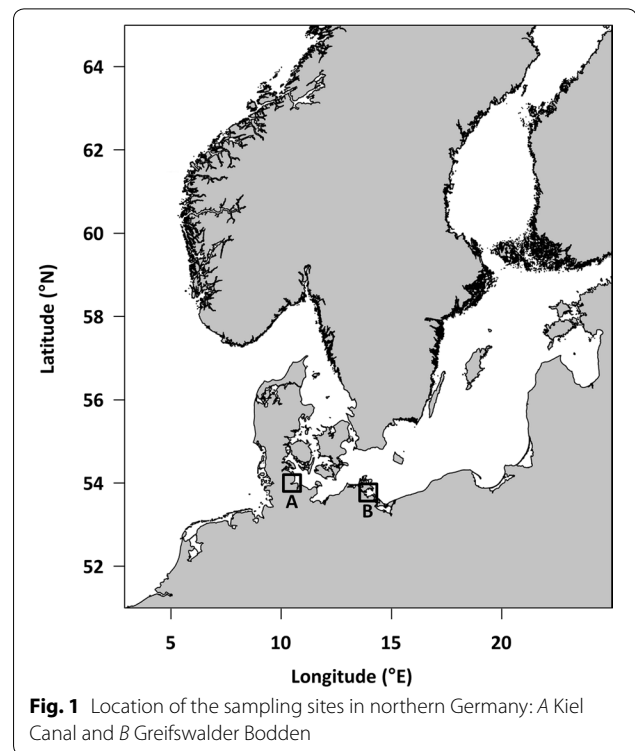 64
62
60
58
56
54
52
Latitude (°N)
A
B
5
10
15
20
Longitude (°E)
Fig. 1 Location of the sampling sites in northern Germany: A Kiel
Canal and B Greifswalder Bodden